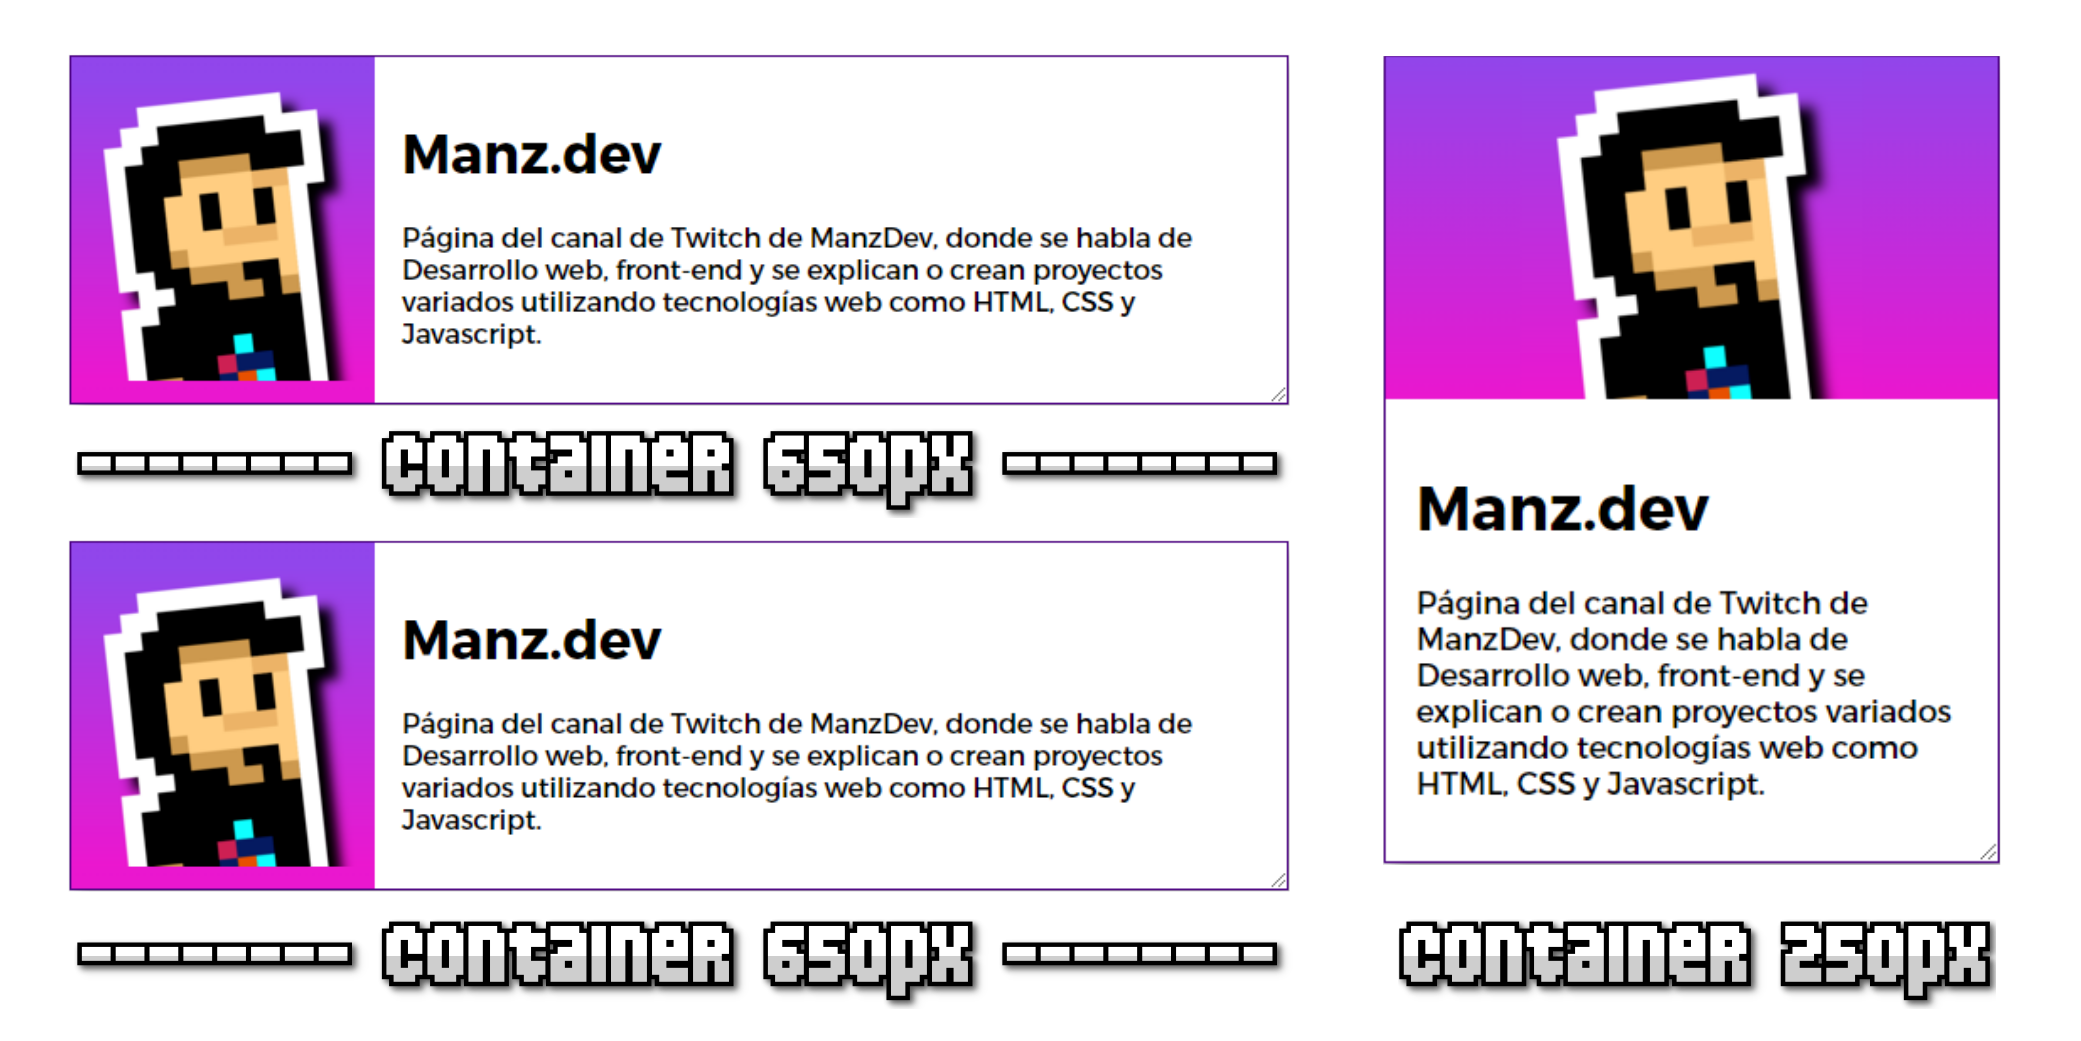 Manz.dev
Página del canal de Twitch de ManzDev, donde se habla de
Desarrollo web, front-end y se explican o crean proyectos
variados utilizando tecnologías web como HTML, CSS y
Javascript.
container 650px
Manz.dev
Página del canal de Twitch de ManzDev, donde se habla de
Desarrollo web, front-end y se explican o crean proyectos
variados utilizando tecnologías web como HTML, CSS y
Javascript.
container 650px
Manz.dev
Página del canal de Twitch de
ManzDev, donde se habla de
Desarrollo web, front-end y se
explican o crean proyectos variados
utilizando tecnologías web como
HTML, CSS y Javascript.
container 250px